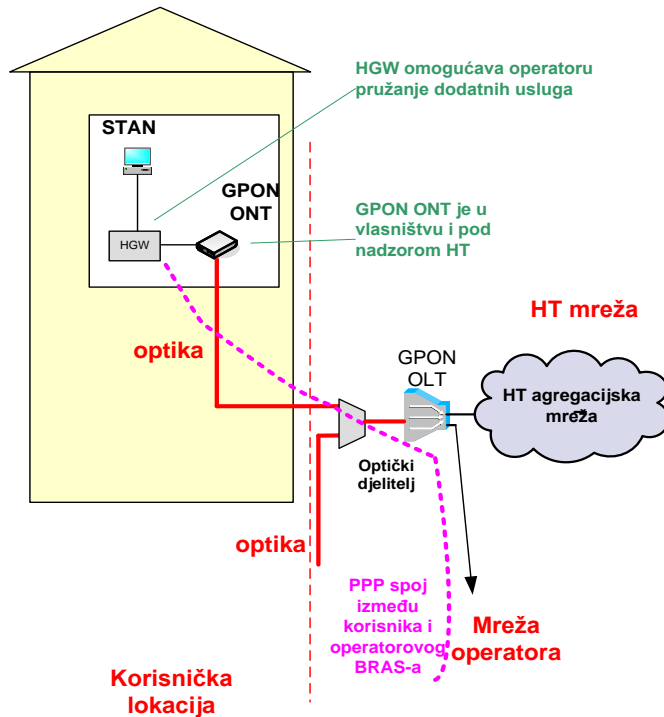 HGW omogućava operatoru
pružanje dodatnih usluga
STAN
GPON
ONT
HGW
GPON ONT je u
vlasništvu i pod
nadzorom HT
HT mreža
optika
GPON
OLT
HT agregacijska
mreža
Optički
djelitelj
optika
PPP spoj
između
korisnika i
operatorovog
BRAS-a
Mreža
operatora
Korisnička
lokacija